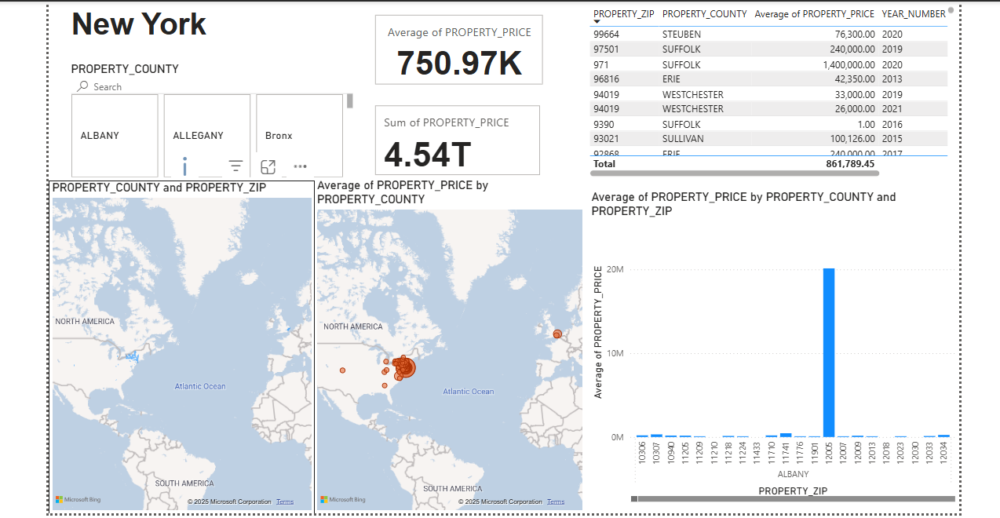 New York
PROPERTY_COUNTY
Search
ALBANY
ALLEGANY
Bronx
Average of PROPERTY_PRICE
750.97K
Sum of PROPERTY_PRICE
4.54T
PROPERTY_ZIP PROPERTY_COUNTY Average of PROPERTY_PRICE YEAR_NUMBER
99664 STEUBEN 76,300.00 2020
97501 SUFFOLK 240,000.00 2019
971 SUFFOLK 1,400,000.00 2020
96816 ERIE 42,350.00 2013
94019 WESTCHESTER 33,000.00 2019
94019 WESTCHESTER 26,000.00 2021
9390 SUFFOLK 1.00 2016
93021 SULLIVAN 100,126.00 2015
92868 ERIE 240,000.00 2017
Total 861,789.45
PROPERTY_COUNTY and PROPERTY_ZIP
NORTH AMERICA
Atlantic Ocean
SOUTH AMERICA
Microsoft Bing
© 2025 Microsoft Corporation Terms
Average of PROPERTY_PRICE by
PROPERTY_COUNTY
NORTH AMERICA
Atlantic Ocean
SOUTH AMERICA
Microsoft Bing
© 2025 Microsoft Corporation Terms
Average of PROPERTY_PRICE by PROPERTY_COUNTY and
PROPERTY_ZIP
Average of PROPERTY_PRICE
20M
10M
0M
10306
10307
10940
11205
11209
11210
11218
11224
11433
11710
11741
11776
11901
12005
12007
12009
12013
12018
12023
12030
12033
12034
ALBANY
PROPERTY_ZIP